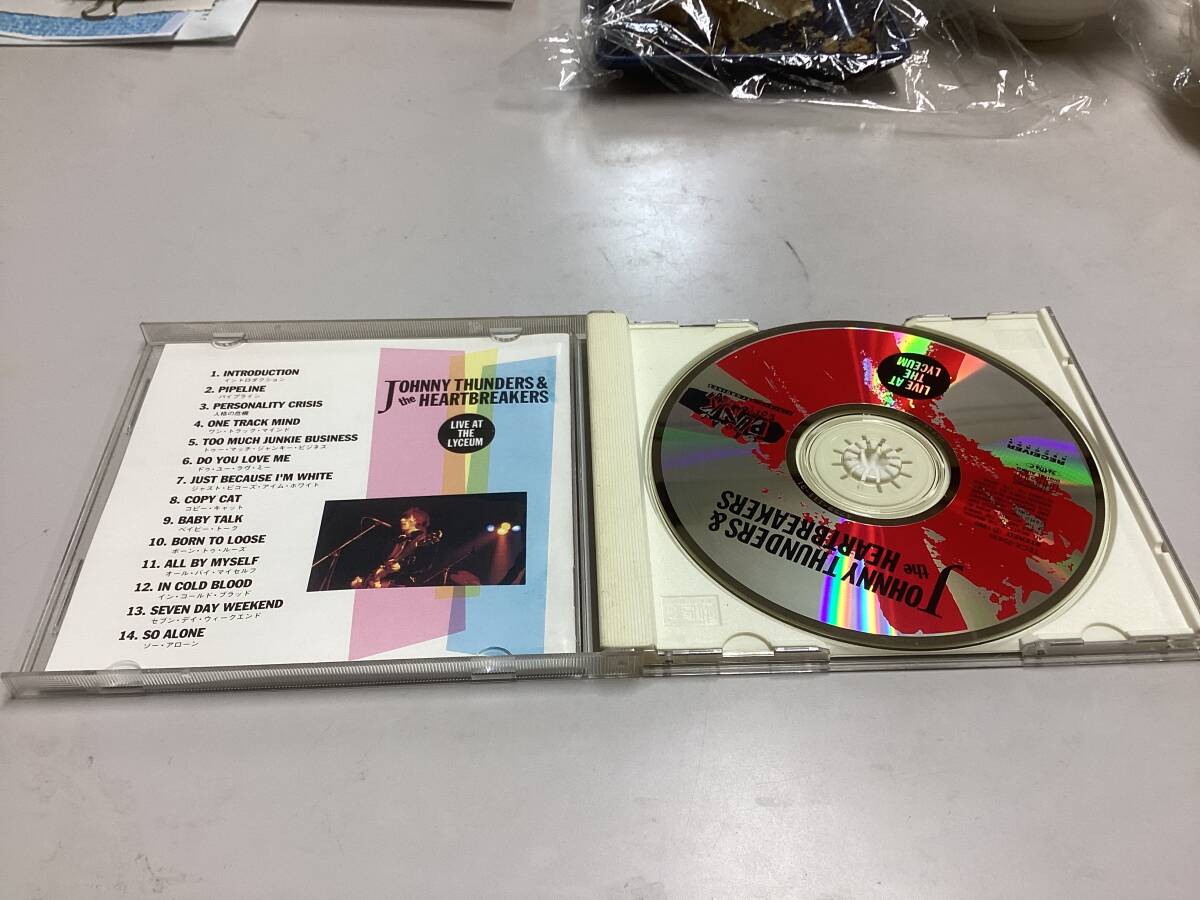 1. INTRODUCTION
イントロダクション
2. PIPELINE
パイプライン
3. PERSONALITY CRISIS
人格の危機
4. ONE TRACK MIND
ワン・トラック・マインド
5. TOO MUCH JUNKIE BUSINESS
トゥー・マッチ・ジャンキー・ビジネス
6. DO YOU LOVE ME
ドゥ・ユー・ラヴ・ミー
7. JUST BECAUSE I'M WHITE
ジャスト・ビコーズ・アイム・ホワイト
8. COPY CAT
コピー・キャット
9. BABY TALK
ベイビー・トーク
10. BORN TO LOOSE
ボーン・トゥ・ルーズ
11. ALL BY MYSELF
オール・バイ・マイセルフ
12. IN COLD BLOOD
イン・コールド・ブラッド
13. SEVEN DAY WEEKEND
セブン・デイ・ウィークエンド
14. SO ALONE
ソー・アローン
JOHNNY THUNDERS &
the HEARTBREAKERS
LIVE AT
THE
LYCEUM
LIVE AT
THE
LYCEUM
RECEIVER
JOHNNY THUNDERS &
the HEARTBREAKERS